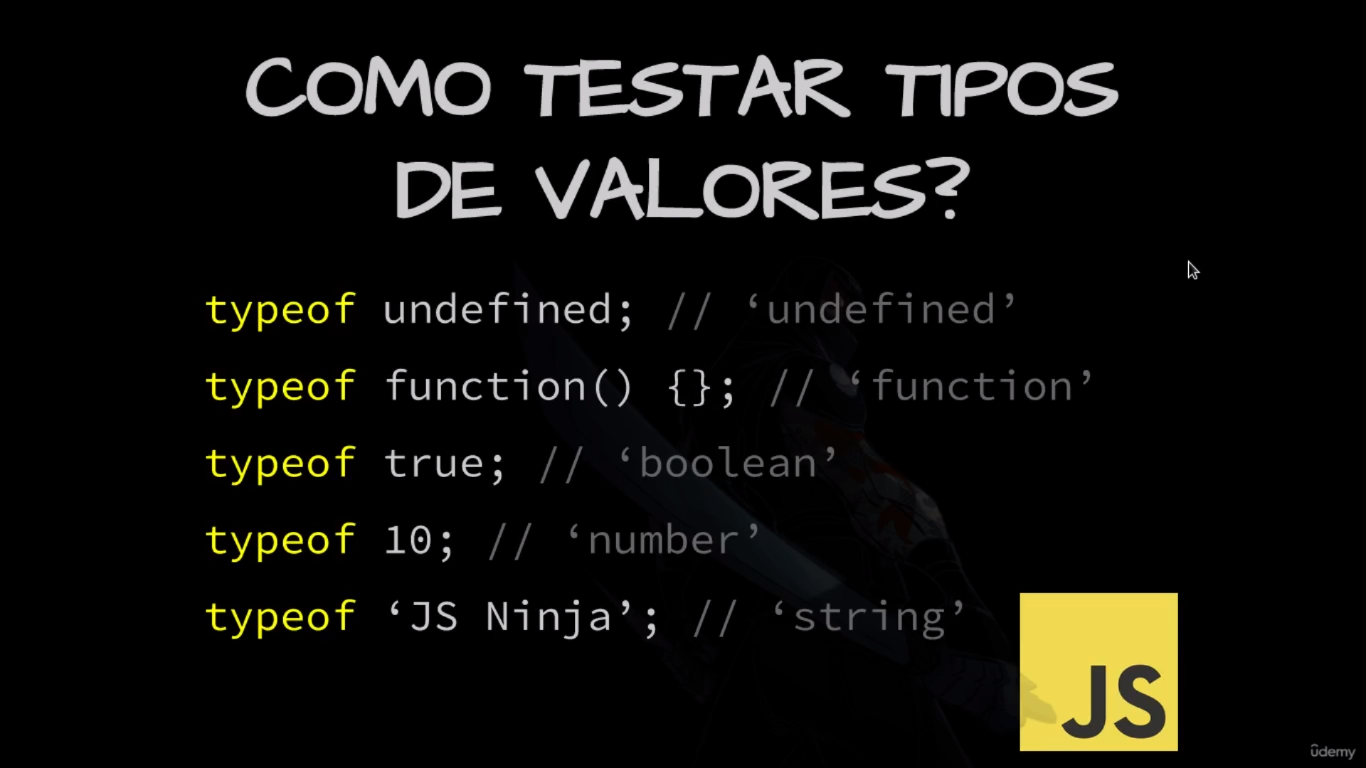 COMO TESTAR TIPOS
DE VALORES?
typeof undefined; // ‘undefined’
typeof function() {}; // ‘function’
typeof true; // ‘boolean’
typeof 10; // ‘number’
typeof ‘JS Ninja’; // ‘string’
JS
udemy